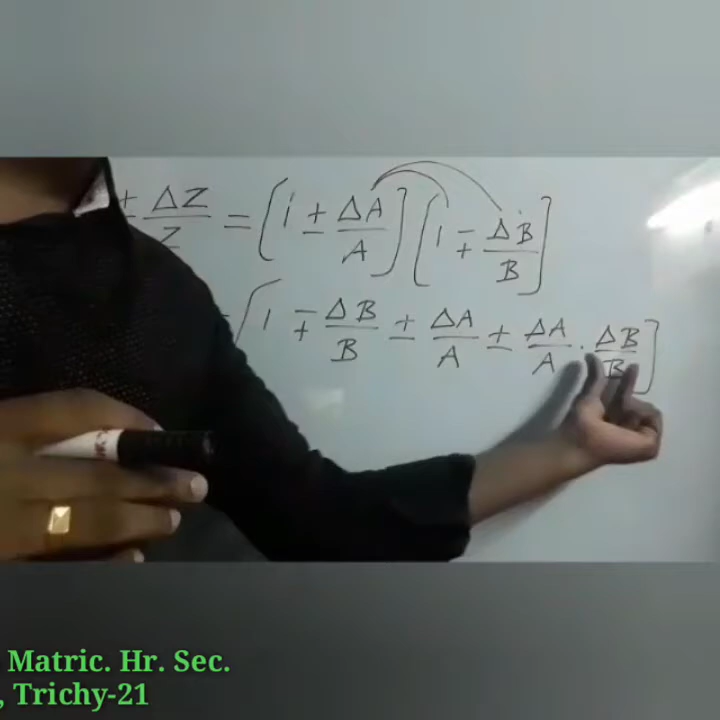 ± ΔZ/Z = [1 ± ΔA/A] [1 ∓ ΔB/B]
[1 ∓ ΔB/B ± ΔA/A ± ΔA/A · ΔB/B]
Matric. Hr. Sec.
, Trichy-21